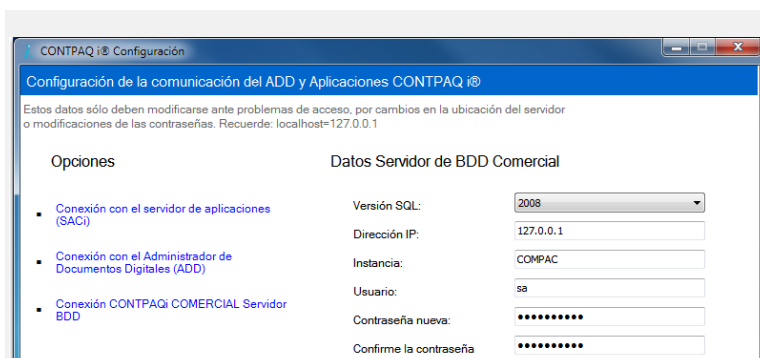 CONTPAQ i® Configuración
Configuración de la comunicación del ADD y Aplicaciones CONTPAQ i®
Estos datos sólo deben modificarse ante problemas de acceso, por cambios en la ubicación del servidor
o modificaciones de las contraseñas. Recuerde: localhost=127.0.0.1
Opciones
Conexión con el servidor de aplicaciones
(SACi)
Conexión con el Administrador de
Documentos Digitales (ADD)
Conexión CONTPAQi COMERCIAL Servidor
BDD
Datos Servidor de BDD Comercial
Versión SQL: 2008
Dirección IP: 127.0.0.1
Instancia: COMPAC
Usuario: sa
Contraseña nueva: ••••••••••
Confirme la contraseña ••••••••••